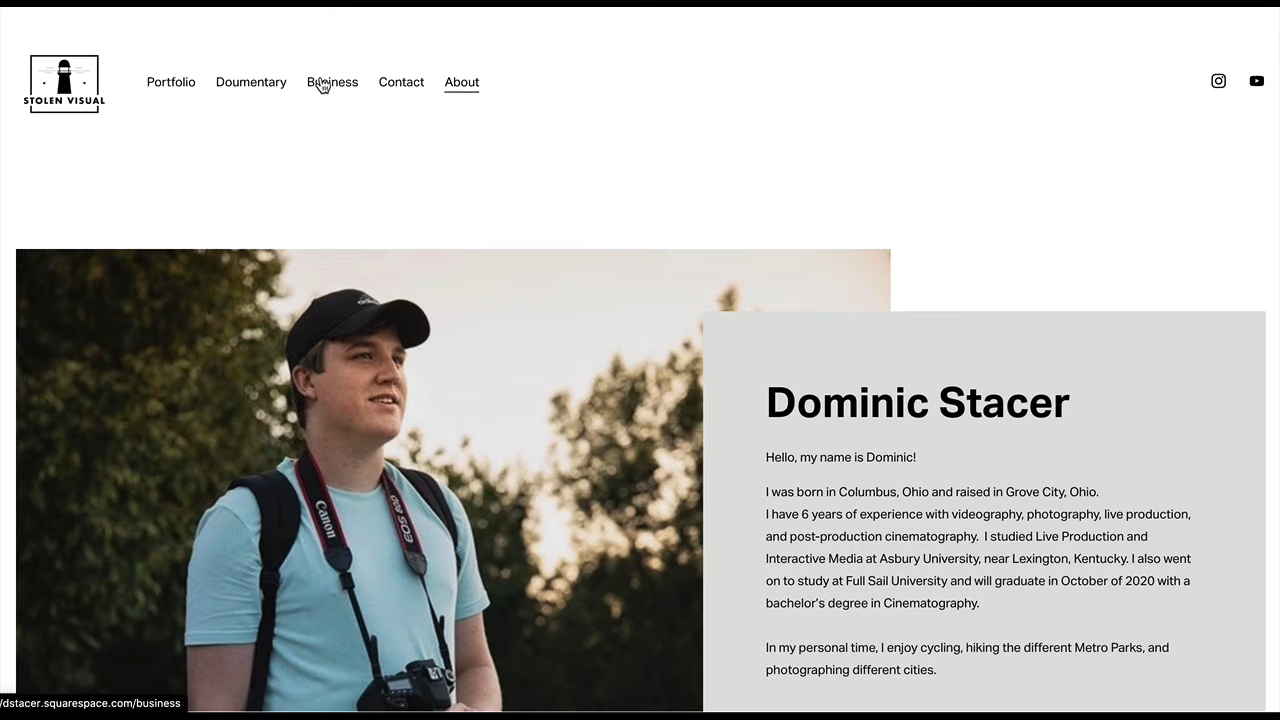 STOLEN VISUAL
Portfolio
Doumentary
Business
Contact
About
Canon
EOS 80D
Dominic Stacer
Hello, my name is Dominic!
I was born in Columbus, Ohio and raised in Grove City, Ohio.
I have 6 years of experience with videography, photography, live production,
and post-production cinematography. I studied Live Production and
Interactive Media at Asbury University, near Lexington, Kentucky. I also went
on to study at Full Sail University and will graduate in October of 2020 with a
bachelor's degree in Cinematography.
In my personal time, I enjoy cycling, hiking the different Metro Parks, and
photographing different cities.
/dstacer.squarespace.com/business